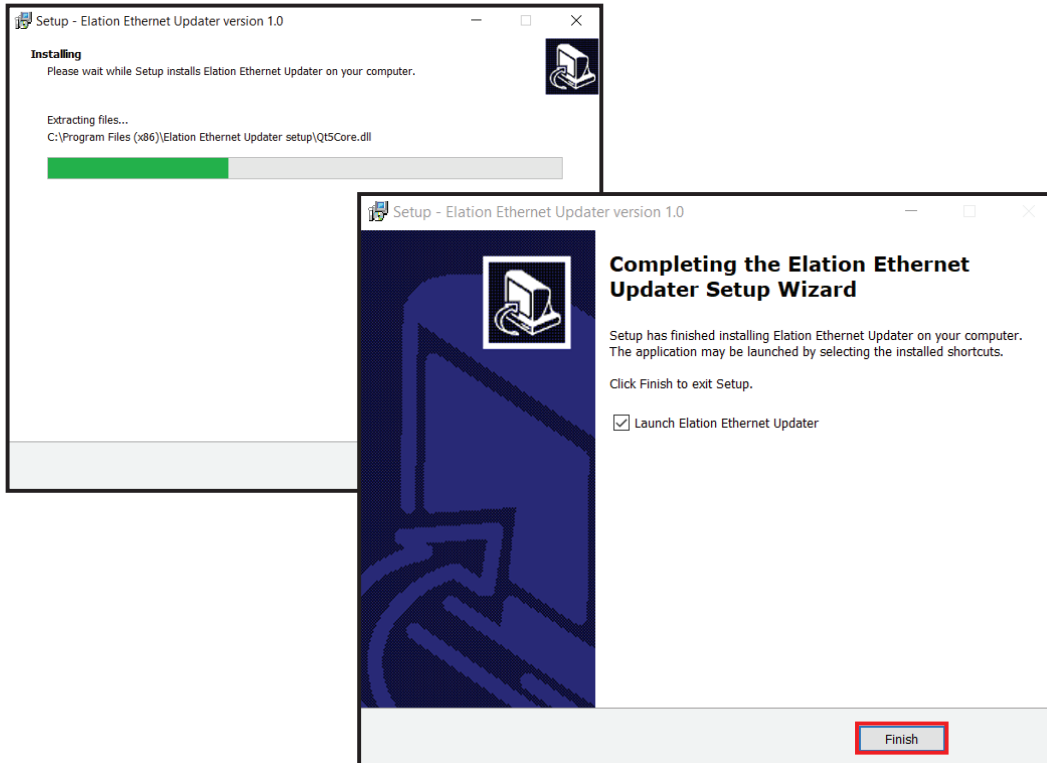 Setup - Elation Ethernet Updater version 1.0
Installing
Please wait while Setup installs Elation Ethernet Updater on your computer.
Extracting files...
C:\Program Files (x86)\Elation Ethernet Updater setup\Qt5Core.dll
Setup - Elation Ethernet Updater version 1.0
Completing the Elation Ethernet
Updater Setup Wizard
Setup has finished installing Elation Ethernet Updater on your computer.
The application may be launched by selecting the installed shortcuts.
Click Finish to exit Setup.
Launch Elation Ethernet Updater
Finish